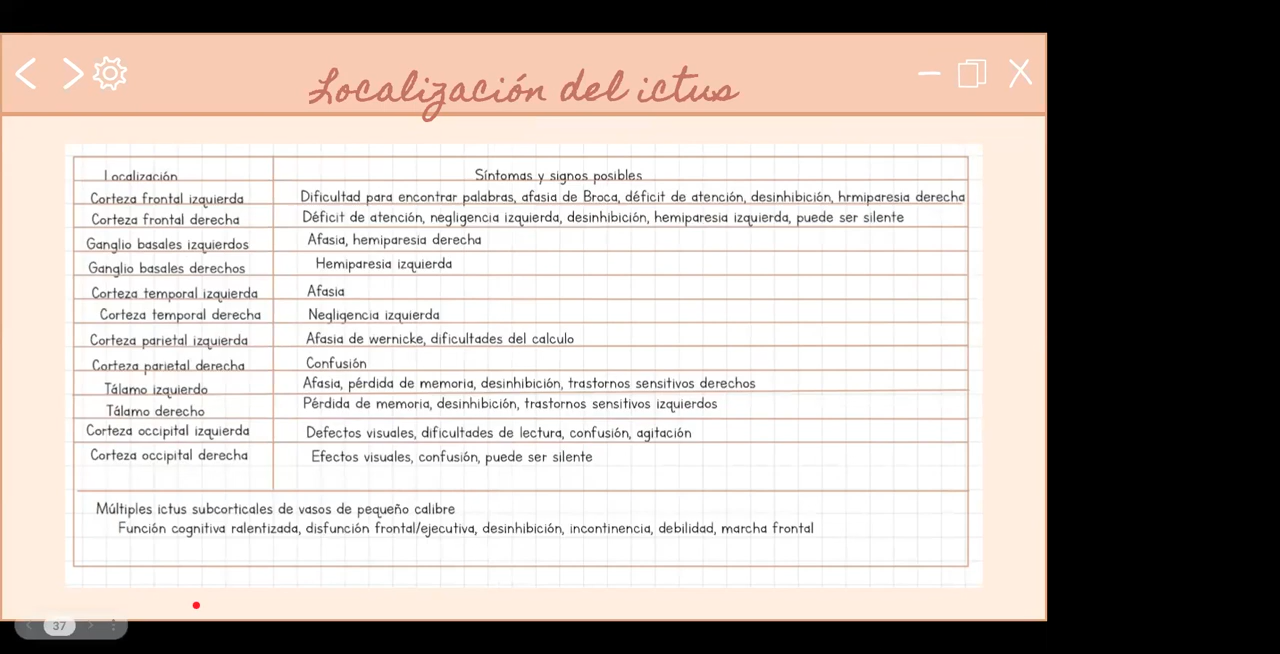 Localización del ictus
Localización Síntomas y signos posibles
Corteza frontal izquierda Dificultad para encontrar palabras, afasia de Broca, déficit de atención, desinhibición, hrmiparesia derecha
Corteza frontal derecha Déficit de atención, negligencia izquierda, desinhibición, hemiparesia izquierda, puede ser silente
Ganglio basales izquierdos Afasia, hemiparesia derecha
Ganglio basales derechos Hemiparesia izquierda
Corteza temporal izquierda Afasia
Corteza temporal derecha Negligencia izquierda
Corteza parietal izquierda Afasia de wernicke, dificultades del calculo
Corteza parietal derecha Confusión
Tálamo izquierdo Afasia, pérdida de memoria, desinhibición, trastornos sensitivos derechos
Tálamo derecho Pérdida de memoria, desinhibición, trastornos sensitivos izquierdos
Corteza occipital izquierda Defectos visuales, dificultades de lectura, confusión, agitación
Corteza occipital derecha Efectos visuales, confusión, puede ser silente
Múltiples ictus subcorticales de vasos de pequeño calibre
Función cognitiva ralentizada, disfunción frontal/ejecutiva, desinhibición, incontinencia, debilidad, marcha frontal
37